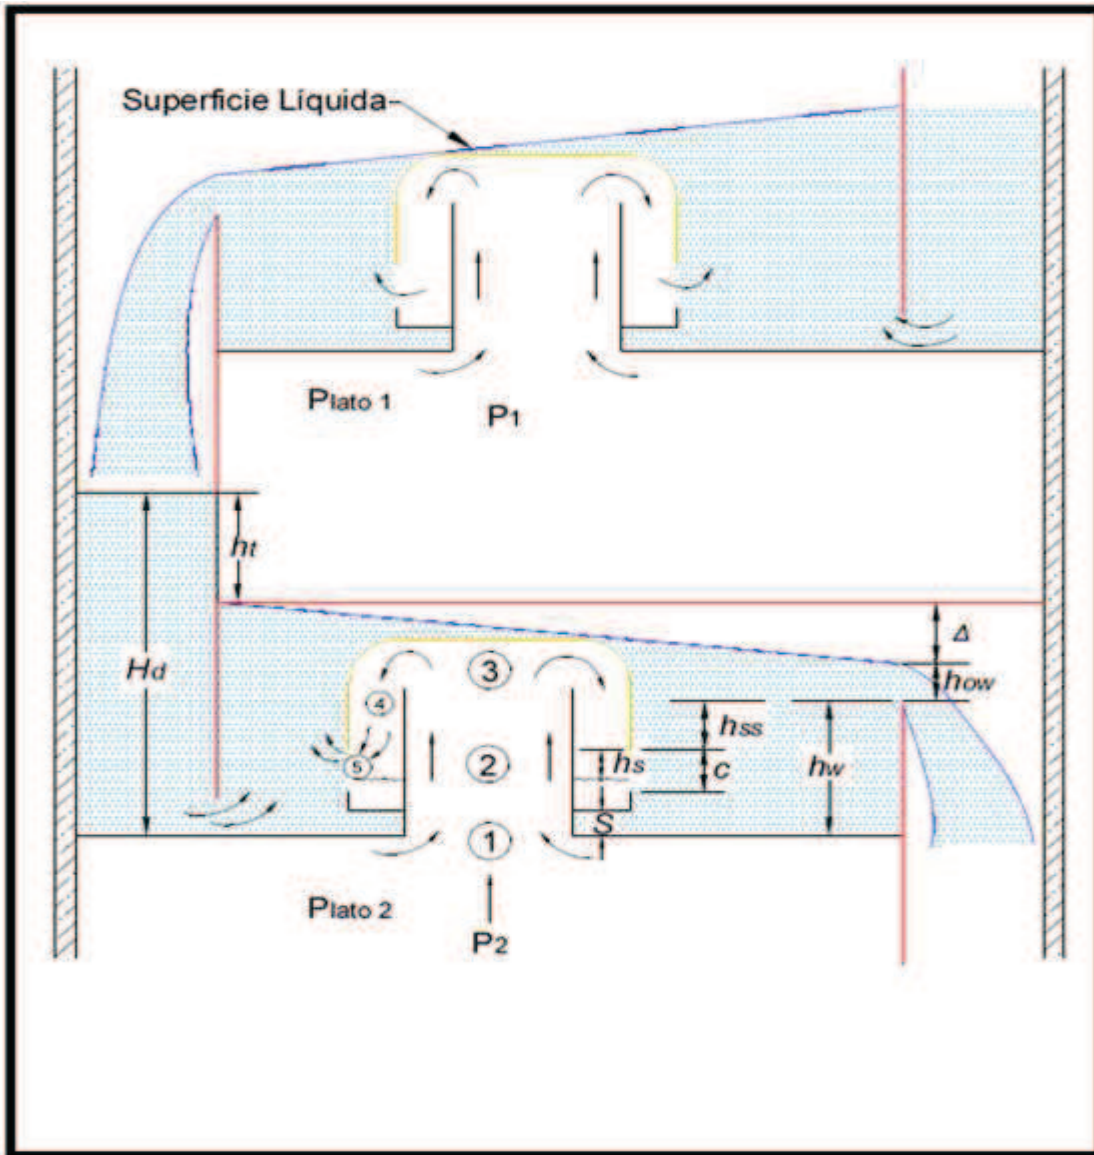 Superficie Líquida
Plato 1
P1
ht
Δ
Hd
3
how
4
hss
2
hs
c
hw
5
S
1
Plato 2
P2